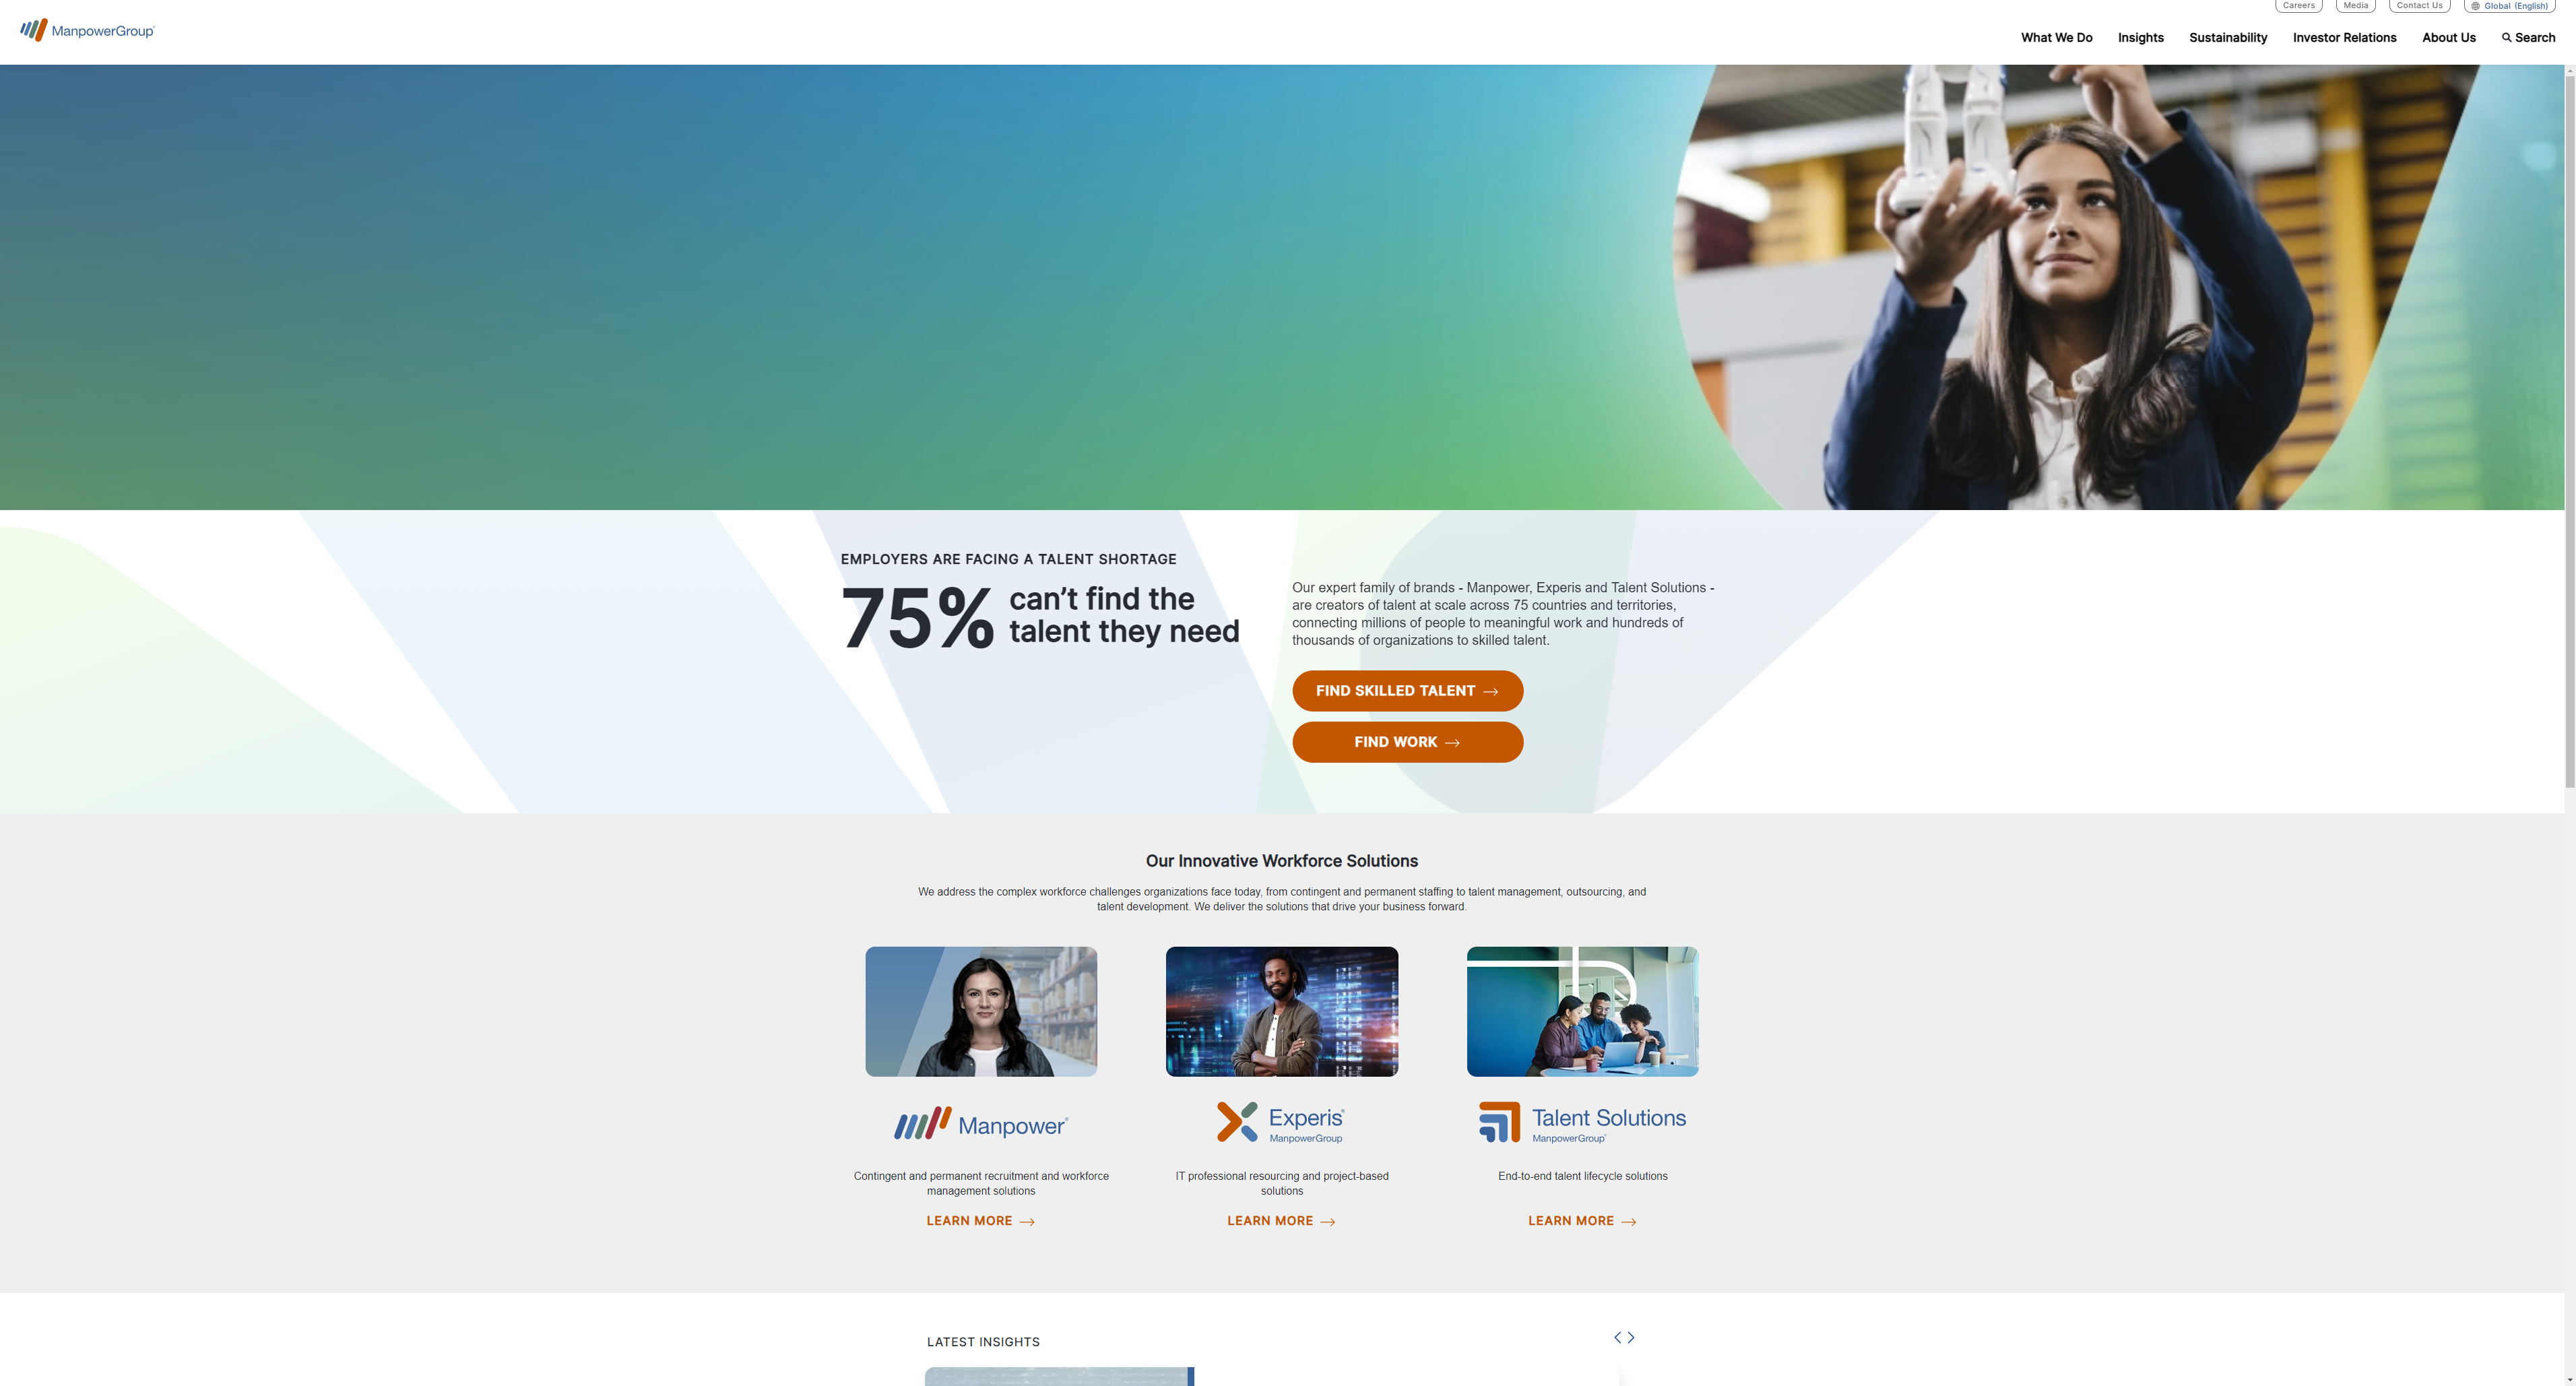 Careers
Media
Contact Us
Global (English)
ManpowerGroup
What We Do
Insights
Sustainability
Investor Relations
About Us
Search
EMPLOYERS ARE FACING A TALENT SHORTAGE
75%
can’t find the
talent they need
Our expert family of brands - Manpower, Experis and Talent Solutions -
are creators of talent at scale across 75 countries and territories,
connecting millions of people to meaningful work and hundreds of
thousands of organizations to skilled talent.
FIND SKILLED TALENT
FIND WORK
Our Innovative Workforce Solutions
We address the complex workforce challenges organizations face today, from contingent and permanent staffing to talent management, outsourcing, and
talent development. We deliver the solutions that drive your business forward.
Manpower®
Contingent and permanent recruitment and workforce
management solutions
LEARN MORE
Experis®
ManpowerGroup
IT professional resourcing and project-based
solutions
LEARN MORE
Talent Solutions
ManpowerGroup®
End-to-end talent lifecycle solutions
LEARN MORE
LATEST INSIGHTS